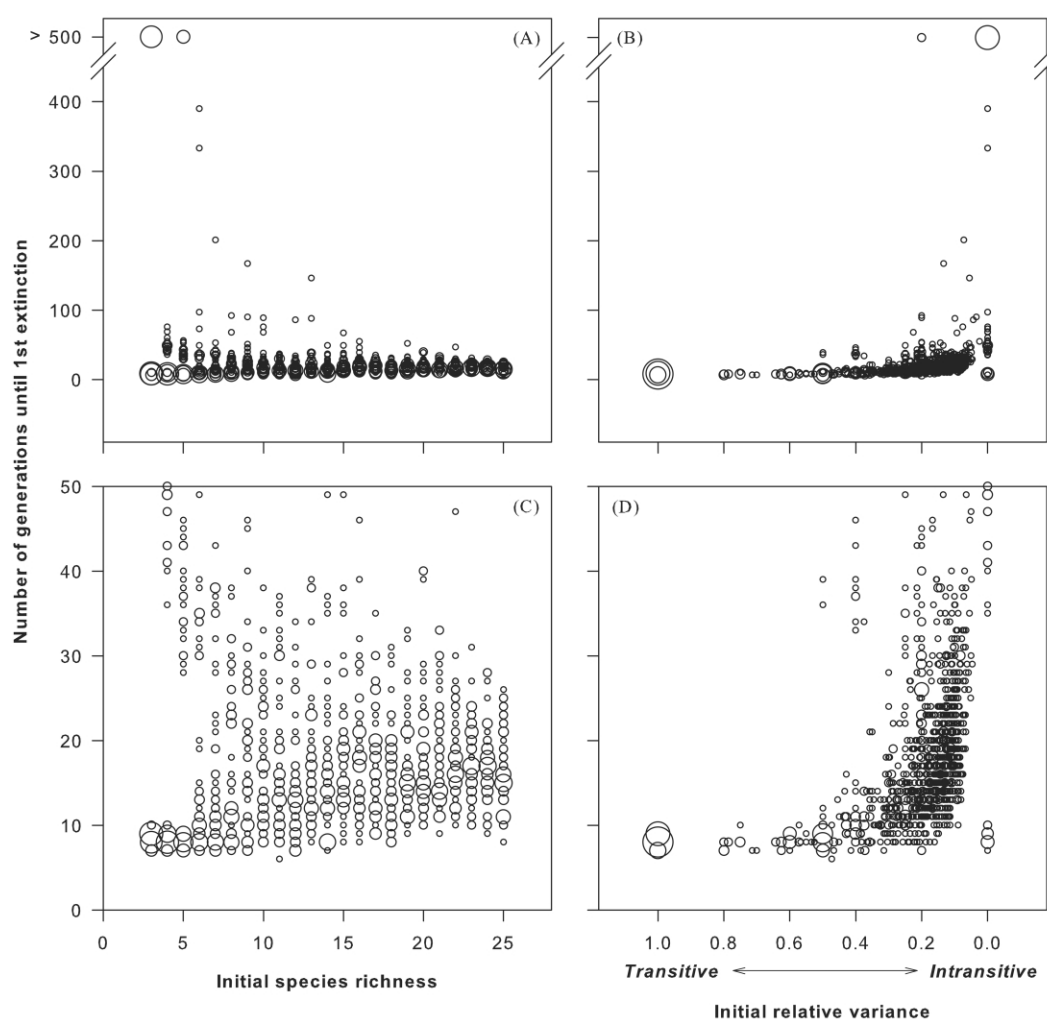 > 500
400
300
200
100
0
(A)
(B)
Number of generations until 1st extinction
50
40
30
20
10
0
(C)
(D)
0 5 10 15 20 25
1.0 0.8 0.6 0.4 0.2 0.0
Transitive Intransitive
Initial species richness
Initial relative variance